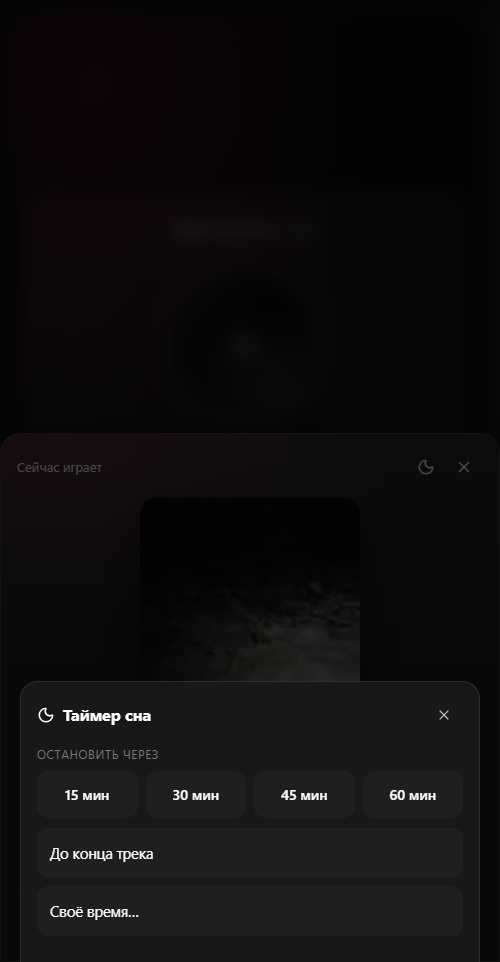 Сейчас играет
Таймер сна
ОСТАНОВИТЬ ЧЕРЕЗ
15 мин 30 мин 45 мин 60 мин
До конца трека
Своё время...